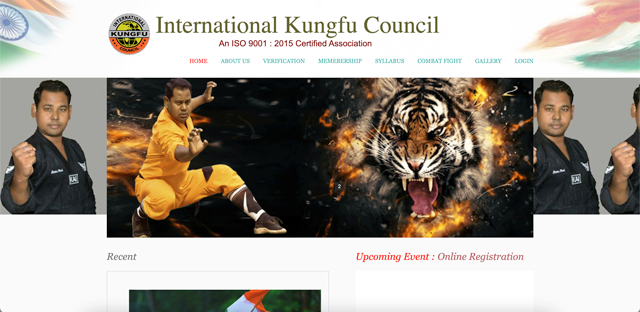 INTERNATIONAL
KUNGFU
COUNCIL
International Kungfu Council
An ISO 9001 : 2015 Certified Association
HOME ABOUT US VERIFICATION MEMEBERSHIP SYLLABUS COMBAT FIGHT GALLERY LOGIN
2
Recent
Upcoming Event : Online Registration